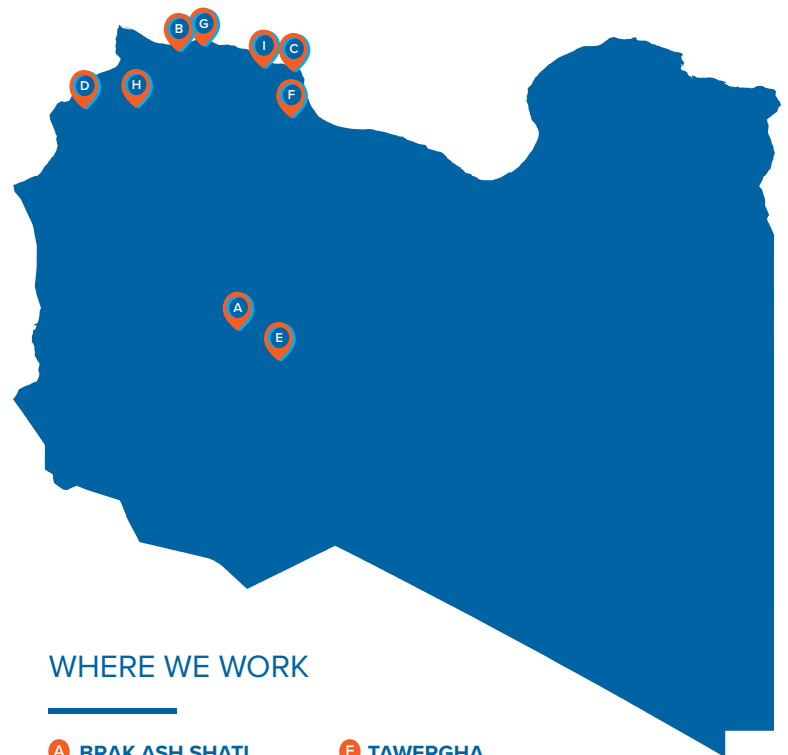 B G
I C
D H
F
A
E
WHERE WE WORK
A BRAK ASH SHATI F TAWERGHA